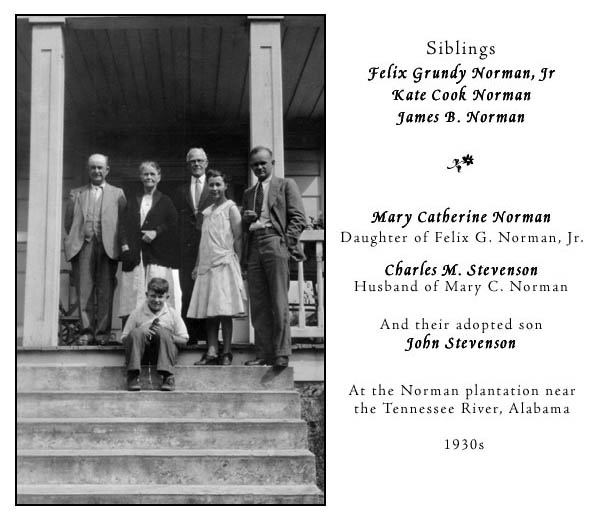 Siblings
Felix Grundy Norman, Jr
Kate Cook Norman
James B. Norman
Mary Catherine Norman
Daughter of Felix G. Norman, Jr.
Charles M. Stevenson
Husband of Mary C. Norman
And their adopted son
John Stevenson
At the Norman plantation near
the Tennessee River, Alabama
1930s